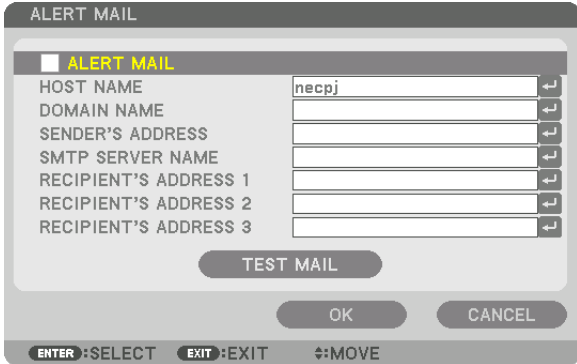 ALERT MAIL
ALERT MAIL
HOST NAME necpj
DOMAIN NAME
SENDER'S ADDRESS
SMTP SERVER NAME
RECIPIENT'S ADDRESS 1
RECIPIENT'S ADDRESS 2
RECIPIENT'S ADDRESS 3
TEST MAIL
OK CANCEL
ENTER :SELECT EXIT :EXIT :MOVE